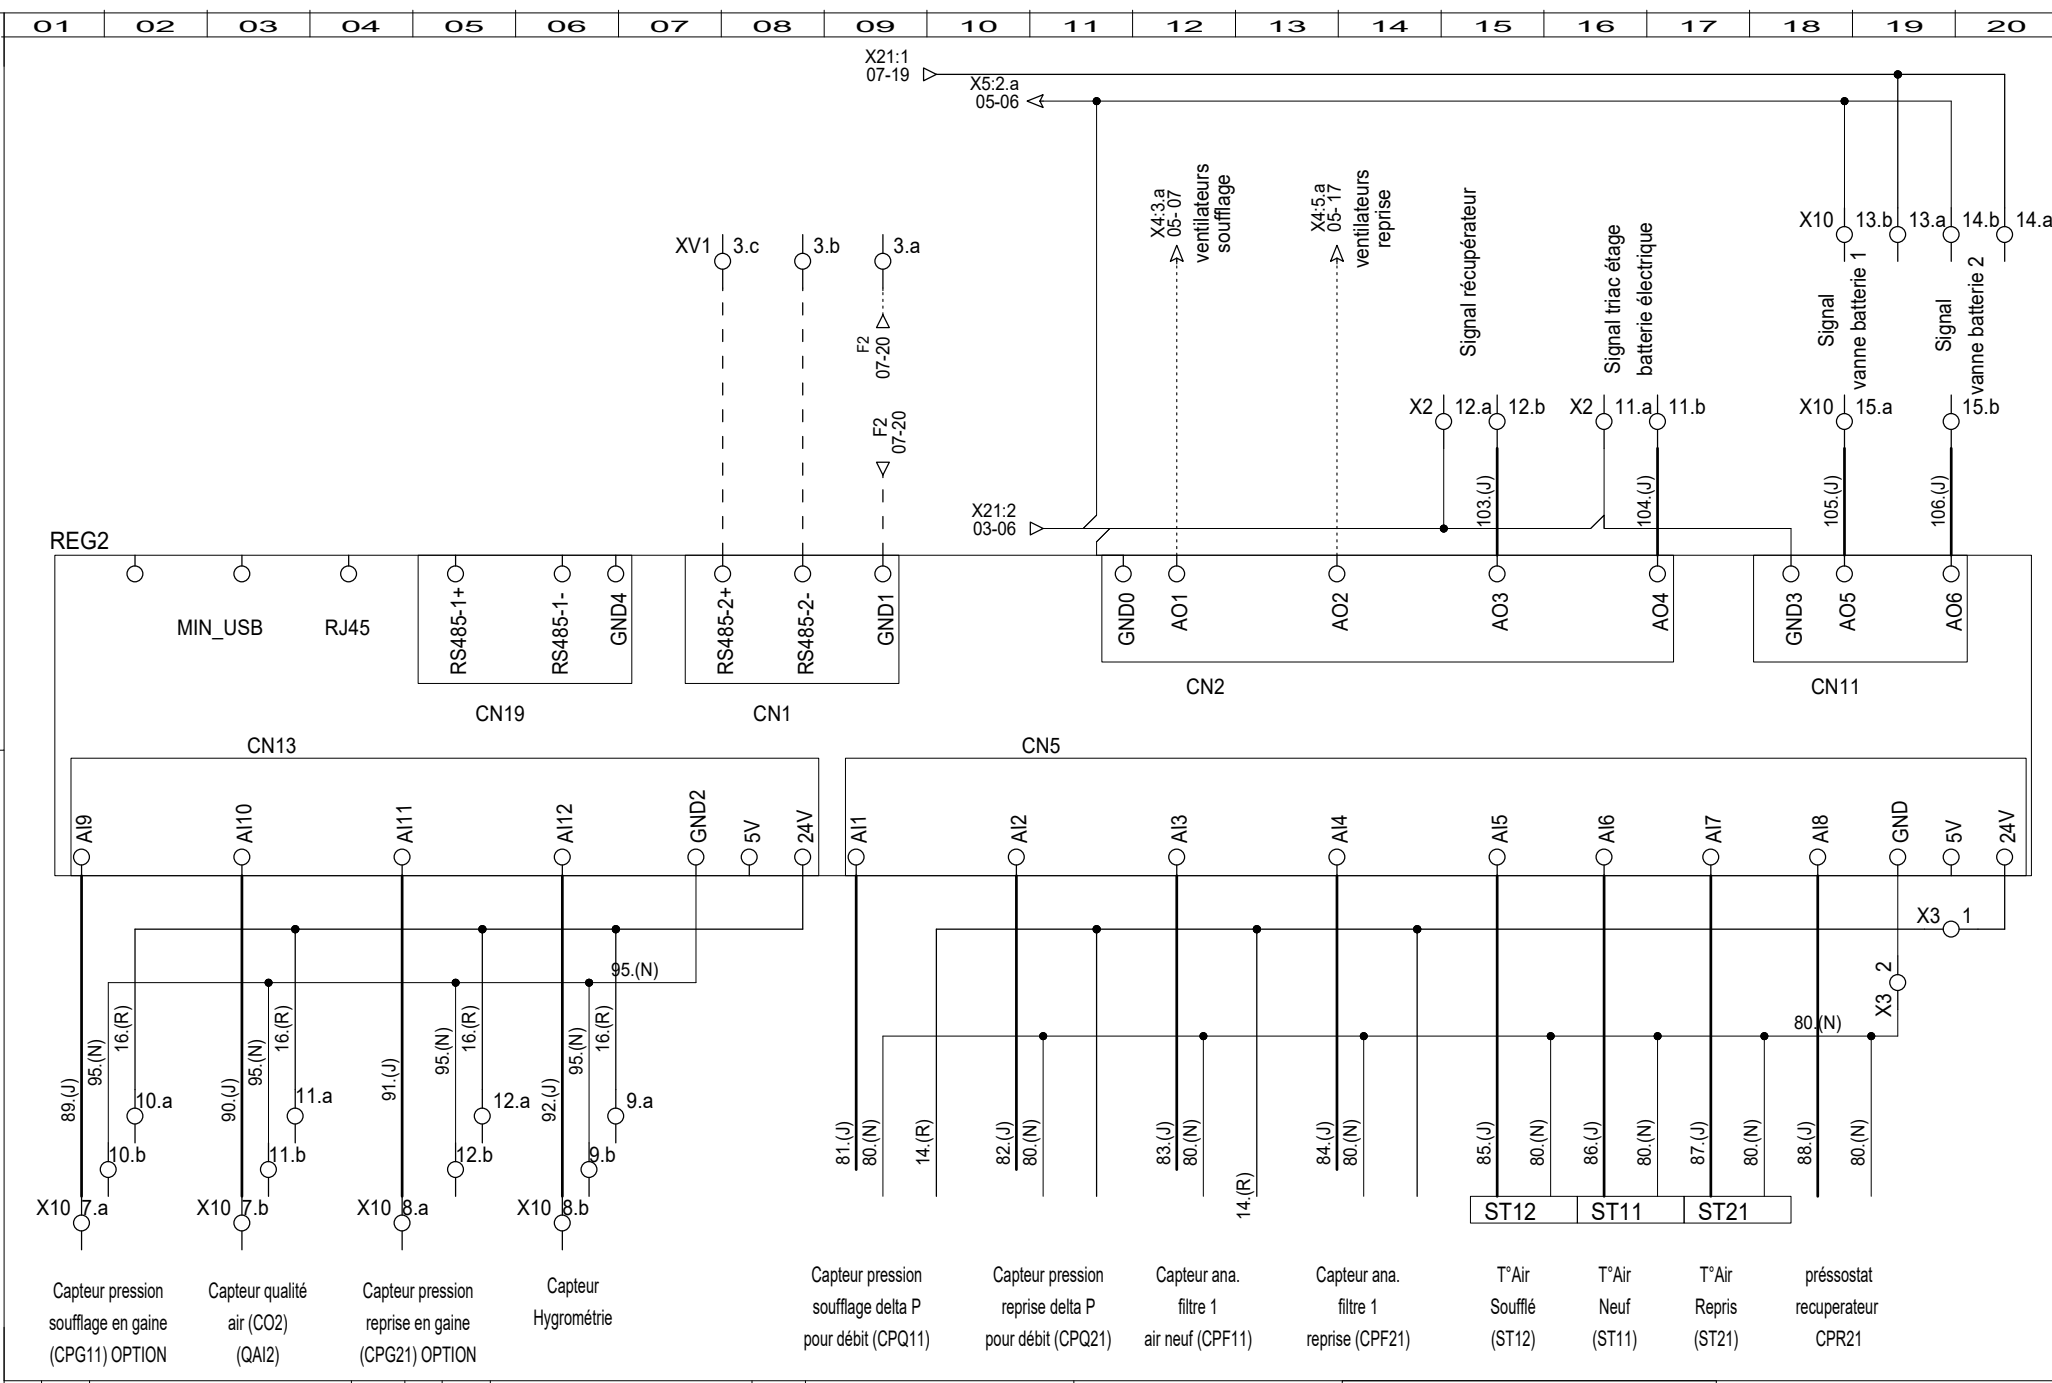 01 02 03 04 05 06 07 08 09 10 11 12 13 14 15 16 17 18 19 20
X21:1
07-19
X5:2.a
05-06
X4:3.a
05- 07
ventilateurs
soufflage
X4:5.a
05- 17
ventilateurs
reprise
Signal récupérateur
Signal triac étage
batterie électrique
X10 13.b 13.a 14.b 14.a
Signal
vanne batterie 1
Signal
vanne batterie 2
XV1 3.c 3.b 3.a
F2
07-20
F2
07-20
X2 12.a 12.b X2 11.a 11.b X10 15.a 15.b
103.(J) 104.(J) 105.(J) 106.(J)
X21:2
03-06
REG2
MIN_USB RJ45
RS485-1+ RS485-1- GND4 RS485-2+ RS485-2- GND1 GND0 AO1 AO2 AO3 AO4 GND3 AO5 AO6
CN19 CN1 CN2 CN11
CN13 CN5
AI9 AI10 AI11 AI12 GND2 5V 24V AI1 AI2 AI3 AI4 AI5 AI6 AI7 AI8 GND 5V 24V
X3 1
95.(N)
X3 2
80.(N)
89.(J) 95.(N) 16.(R) 90.(J) 95.(N) 16.(R) 91.(J) 95.(N) 16.(R) 92.(J) 95.(N) 16.(R)
10.a 11.a 12.a 9.a
10.b 11.b 12.b 9.b
X10 7.a X10 7.b X10 8.a X10 8.b
81.(J) 80.(N) 14.(R) 82.(J) 80.(N) 83.(J) 80.(N) 14.(R) 84.(J) 80.(N) 85.(J) 80.(N) 86.(J) 80.(N) 87.(J) 80.(N) 88.(J) 80.(N)
ST12 ST11 ST21
Capteur pression
soufflage en gaine
(CPG11) OPTION
Capteur qualité
air (CO2)
(QAI2)
Capteur pression
reprise en gaine
(CPG21) OPTION
Capteur
Hygrométrie
Capteur pression
soufflage delta P
pour débit (CPQ11)
Capteur pression
reprise delta P
pour débit (CPQ21)
Capteur ana.
filtre 1
air neuf (CPF11)
Capteur ana.
filtre 1
reprise (CPF21)
T°Air
Soufflé
(ST12)
T°Air
Neuf
(ST11)
T°Air
Repris
(ST21)
préssostat
recuperateur
CPR21